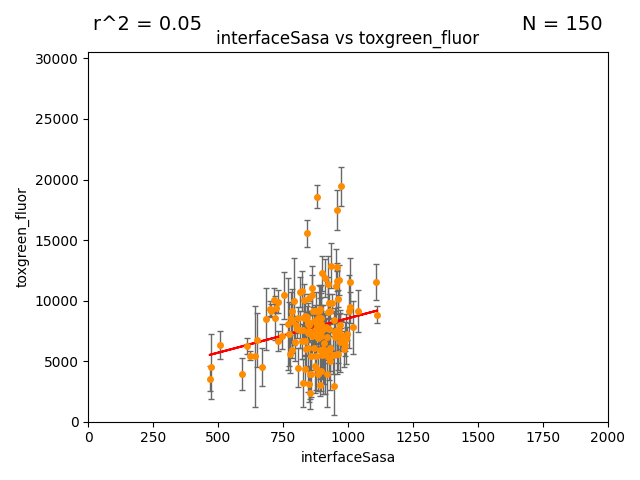 r^2 = 0.05
N = 150
interfaceSasa vs toxgreen_fluor
30000
25000
20000
15000
10000
5000
0
toxgreen_fluor
0 250 500 750 1000 1250 1500 1750 2000
interfaceSasa